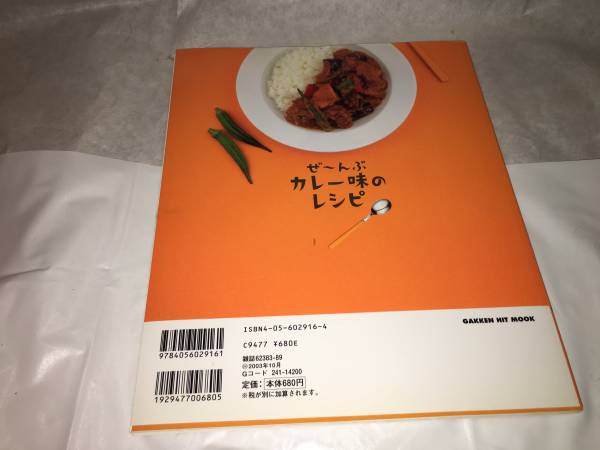 ぜ〜んぶ
カレー味の
レシピ
GAKKEN HIT MOOK
ISBN4-05-602916-4
C9477 ¥680E
9784056029161
雑誌62383-89
©2003年10月
Gコード 241-14200
定価：本体680円
※税が別に加算されます。
1929477006805